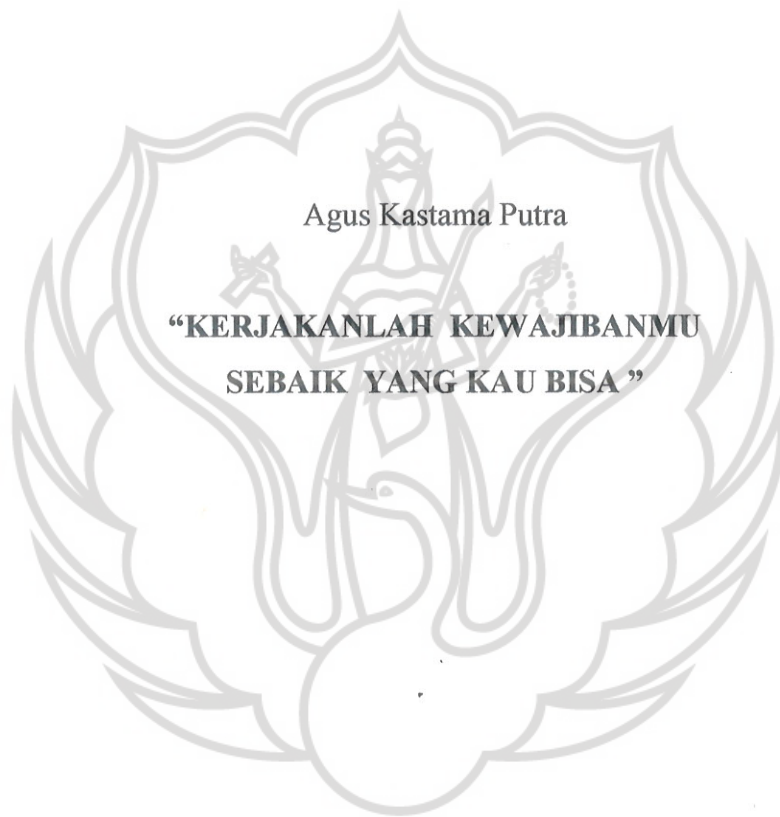 Agus Kastama Putra
“KERJAKANLAH KEWAJIBANMU
SEBAIK YANG KAU BISA ”